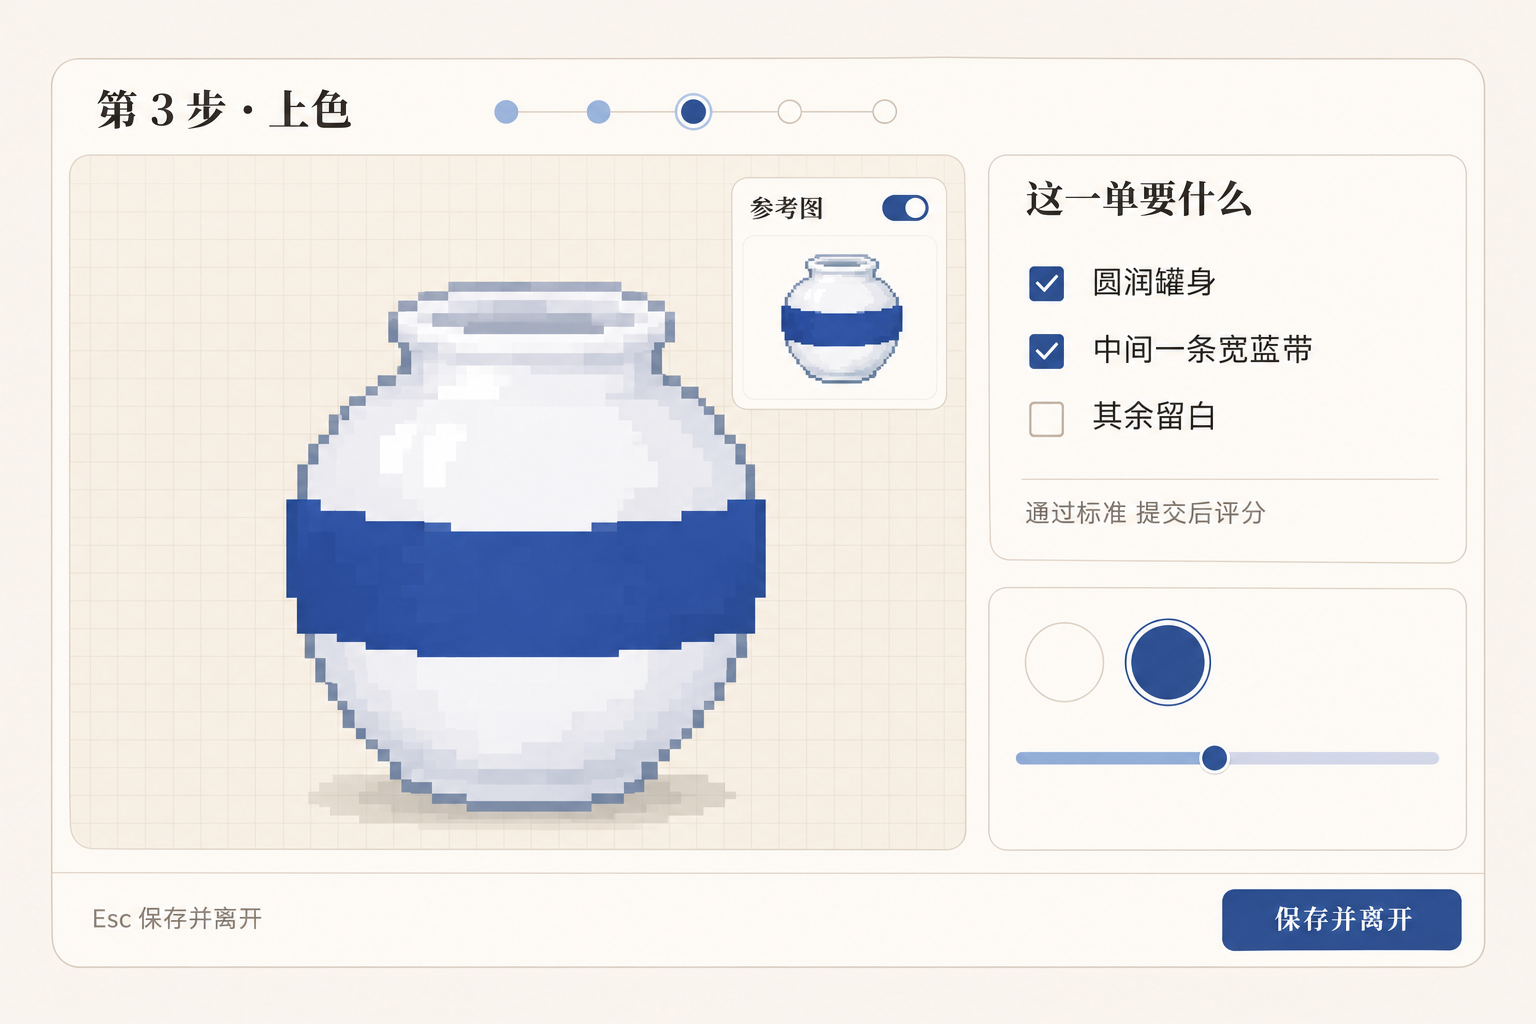 第 3 步 · 上色
参考图
这一单要什么
圆润罐身
中间一条宽蓝带
其余留白
通过标准 提交后评分
Esc 保存并离开
保存并离开